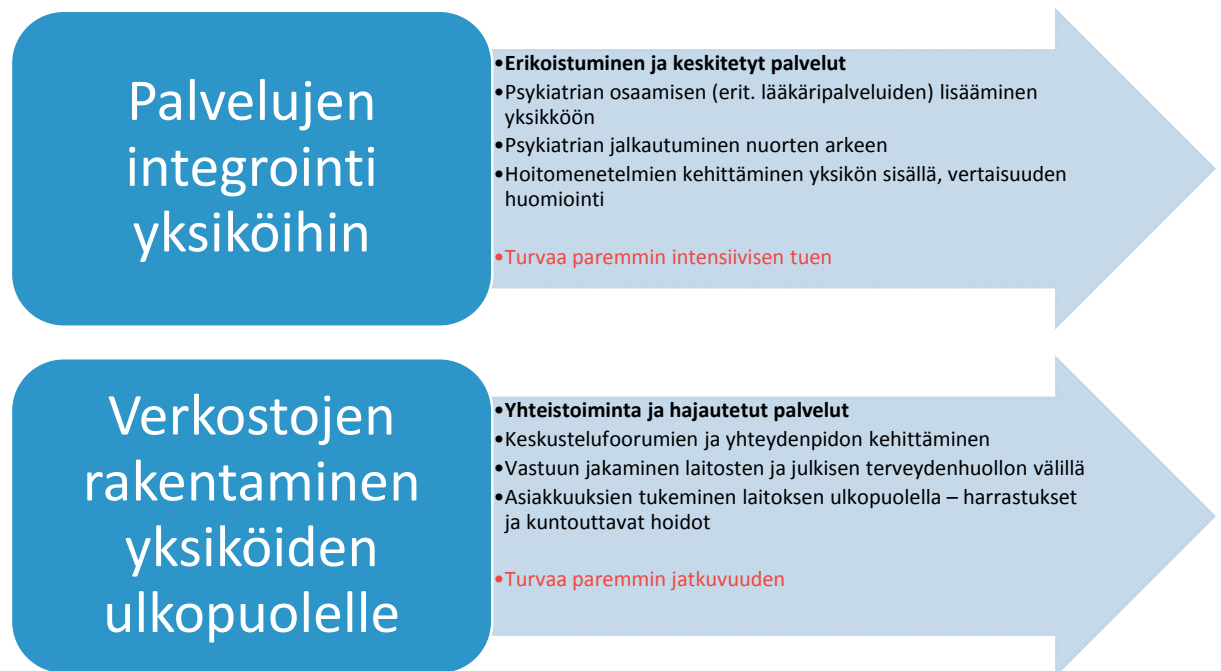 Palvelujen
integrointi
yksiköihin
•Erikoistuminen ja keskitetyt palvelut
•Psykiatrian osaamisen (erit. lääkäripalveluiden) lisääminen
yksikköön
•Psykiatrian jalkautuminen nuorten arkeen
•Hoitomenetelmien kehittäminen yksikön sisällä, vertaisuuden
huomiointi
•Turvaa paremmin intensiivisen tuen
Verkostojen
rakentaminen
yksiköiden
ulkopuolelle
•Yhteistoiminta ja hajautetut palvelut
•Keskustelufoorumien ja yhteydenpidon kehittäminen
•Vastuun jakaminen laitosten ja julkisen terveydenhuollon välillä
•Asiakkuuksien tukeminen laitoksen ulkopuolella – harrastukset
ja kuntouttavat hoidot
•Turvaa paremmin jatkuvuuden